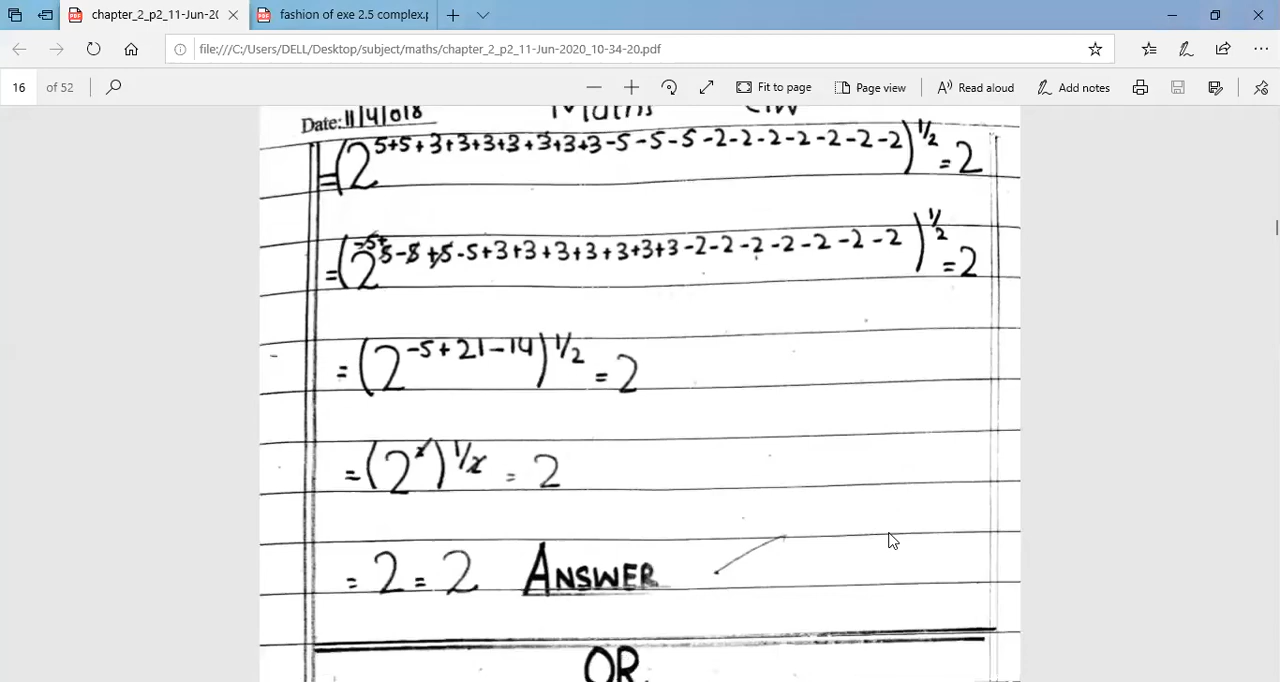 chapter_2_p2_11-Jun-20
fashion of exe 2.5 complex.p
file:///C:/Users/DELL/Desktop/subject/maths/chapter_2_p2_11-Jun-2020_10-34-20.pdf
16 of 52
Fit to page
Page view
Read aloud
Add notes
Date: 11/4/018 Maths CW
=(2^5+5+3+3+3+3+3+3+3-5-5-5-2-2-2-2-2-2-2)^1/2 = 2
=(2^-5+5-5+5-5+3+3+3+3+3+3+3-2-2-2-2-2-2-2)^1/2 = 2
= (2^-5+21-14)^1/2 = 2
= (2^2)^1/2 = 2
= 2 = 2 ANSWER
OR